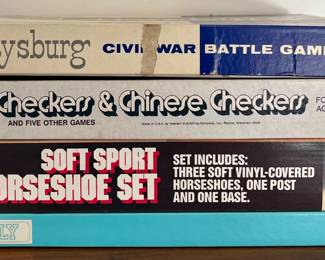 ysburg CIVIL WAR BATTLE GAM
Checkers & Chinese Checkers
AND FIVE OTHER GAMES
SOFT SPORT
ORSESHOE SET
SET INCLUDES:
THREE SOFT VINYL-COVERED
HORSESHOES, ONE POST
AND ONE BASE.
LY